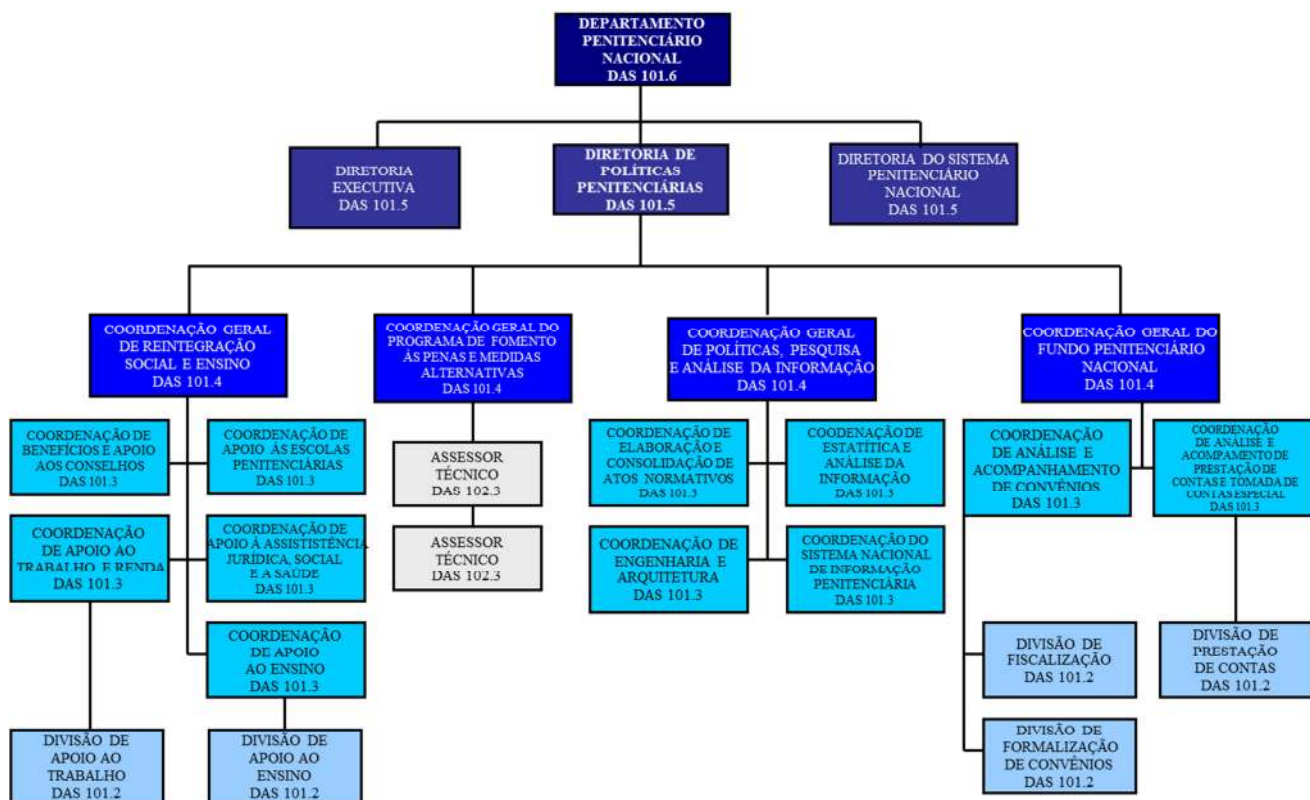 DEPARTAMENTO
PENITENCIÁRIO
NACIONAL
DAS 101.6
DIRETORIA
EXECUTIVA
DAS 101.5
DIRETORIA DE
POLÍTICAS
PENITENCIÁRIAS
DAS 101.5
DIRETORIA DO SISTEMA
PENITENCIÁRIO
NACIONAL
DAS 101.5
COORDENAÇÃO GERAL
DE REINTEGRAÇÃO
SOCIAL E ENSINO
DAS 101.4
COORDENAÇÃO GERAL DO
PROGRAMA DE FOMENTO
ÀS PENAS E MEDIDAS
ALTERNATIVAS
DAS 101.4
COORDENAÇÃO GERAL
DE POLÍTICAS, PESQUISA
E ANÁLISE DA INFORMAÇÃO
DAS 101.4
COORDENAÇÃO GERAL DO
FUNDO PENITENCIÁRIO
NACIONAL
DAS 101.4
COORDENAÇÃO DE
BENEFÍCIOS E APOIO
AOS CONSELHOS
DAS 101.3
COORDENAÇÃO DE
APOIO ÀS ESCOLAS
PENITENCIÁRIAS
DAS 101.3
ASSESSOR
TÉCNICO
DAS 102.3
COORDENAÇÃO DE
ELABORAÇÃO E
CONSOLIDAÇÃO DE
ATOS NORMATIVOS
DAS 101.3
COODENAÇÃO DE
ESTATÍTICA E
ANÁLISE DA
INFORMAÇÃO
DAS 101.3
COORDENAÇÃO
DE ANÁLISE E
ACOMPANHAMENTO
DE CONVÊNIOS
DAS 101.3
COORDENAÇÃO
DE ANÁLISE E
ACOMPAMENTO DE
PRESTAÇÃO DE
CONTAS E TOMADA DE
CONTAS ESPECIAL
DAS 101.3
COORDENAÇÃO
DE APOIO AO
TRABALHO E RENDA
DAS 101.3
COORDENAÇÃO DE
APOIO À ASSISTISTÊNCIA
JURÍDICA, SOCIAL
E A SAÚDE
DAS 101.3
ASSESSOR
TÉCNICO
DAS 102.3
COORDENAÇÃO DE
ENGENHARIA E
ARQUITETURA
DAS 101.3
COORDENAÇÃO DO
SISTEMA NACIONAL
DE INFORMAÇÃO
PENITENCIÁRIA
DAS 101.3
COORDENAÇÃO
DE APOIO
AO ENSINO
DAS 101.3
DIVISÃO DE
FISCALIZAÇÃO
DAS 101.2
DIVISÃO DE
PRESTAÇÃO
DE CONTAS
DAS 101.2
DIVISÃO DE
APOIO AO
TRABALHO
DAS 101.2
DIVISÃO DE
APOIO AO
ENSINO
DAS 101.2
DIVISÃO DE
FORMALIZAÇÃO
DE CONVÊNIOS
DAS 101.2